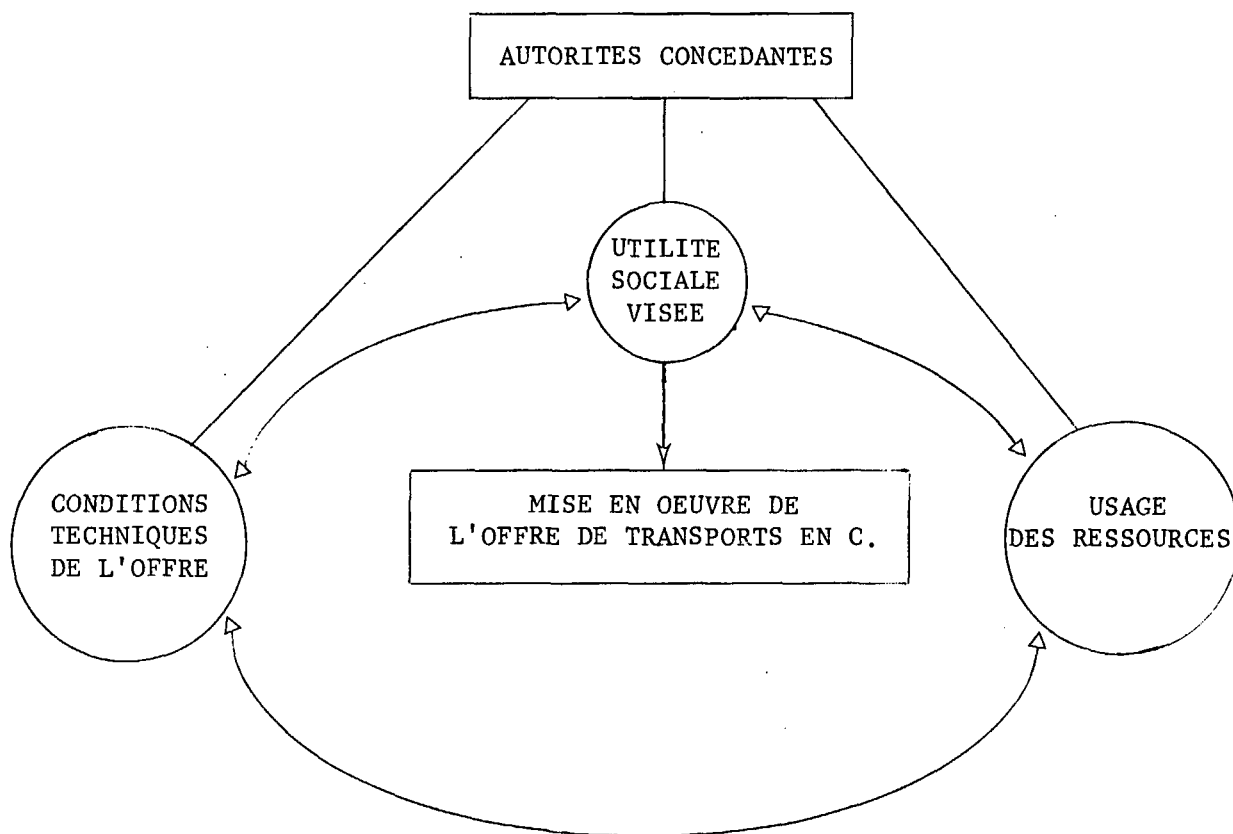 AUTORITES CONCEDANTES
UTILITE
SOCIALE
VISEE
CONDITIONS
TECHNIQUES
DE L'OFFRE
MISE EN OEUVRE DE
L'OFFRE DE TRANSPORTS EN C.
USAGE
DES RESSOURCES